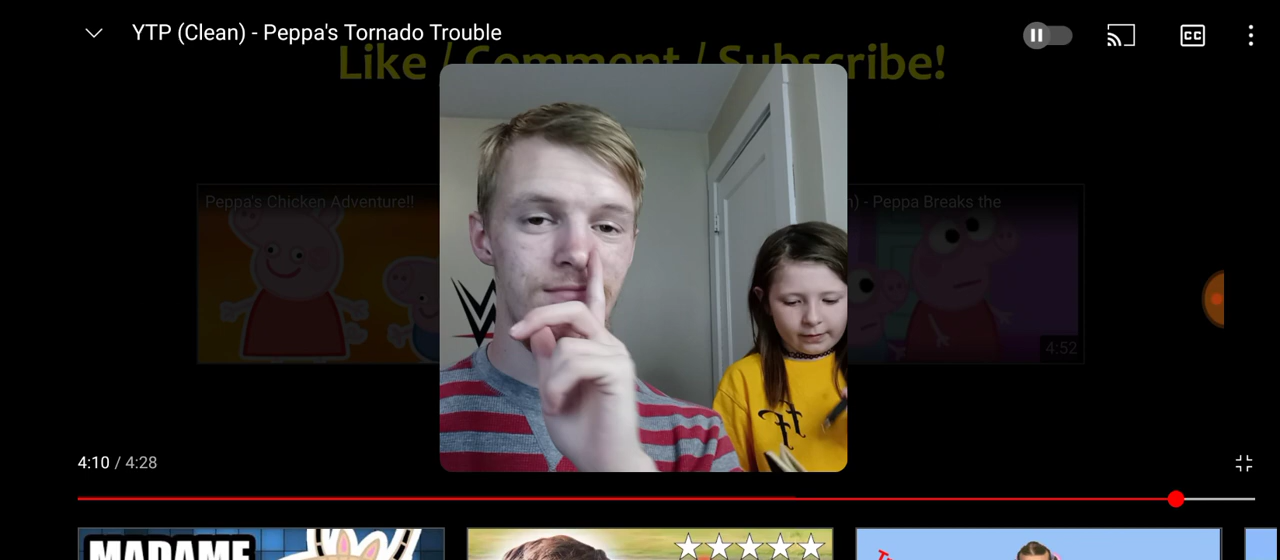 YTP (Clean) - Peppa's Tornado Trouble
CC
Like / Comment / Subscribe!
Peppa's Chicken Adventure!!
) - Peppa Breaks the
4:52
4:10 / 4:28
MADAME